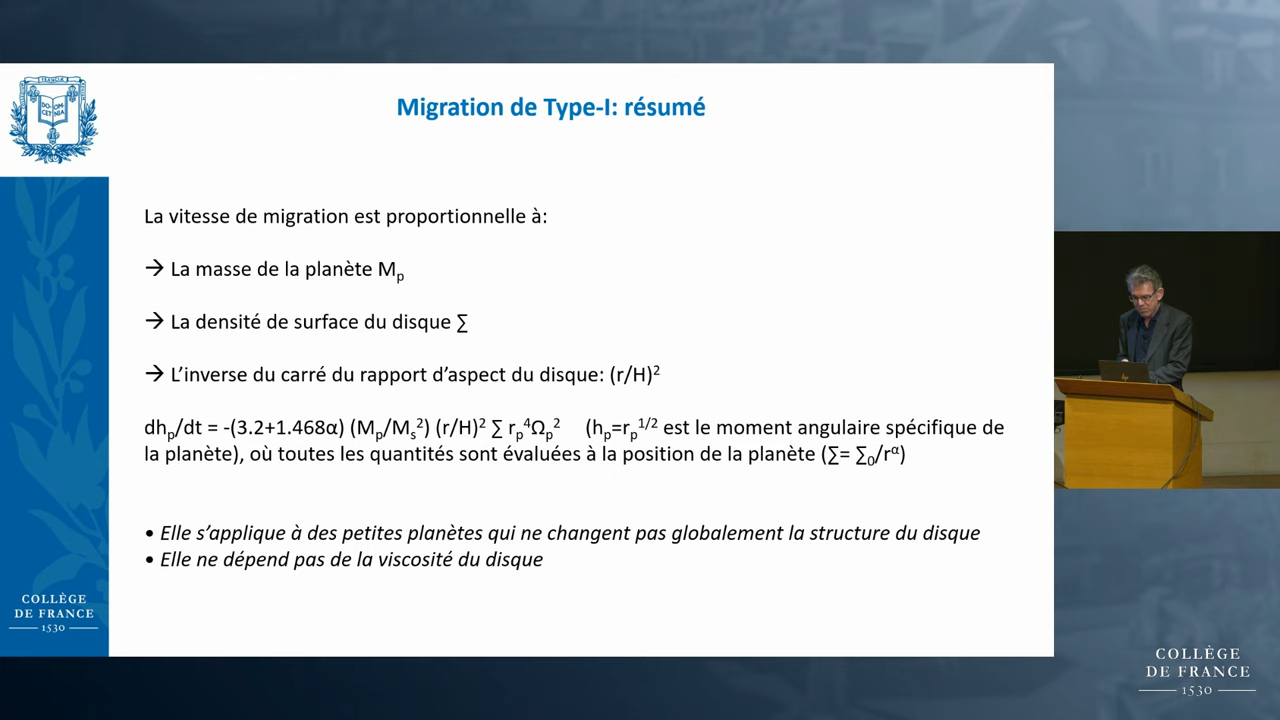 Migration de Type-I: résumé
La vitesse de migration est proportionnelle à:
→ La masse de la planète Mₚ
→ La densité de surface du disque ∑
→ L’inverse du carré du rapport d’aspect du disque: (r/H)²
dhₚ/dt = -(3.2+1.468α) (Mₚ/Mₛ²) (r/H)² ∑ rₚ⁴Ωₚ² (hₚ=rₚ^1/2 est le moment angulaire spécifique de
la planète), où toutes les quantités sont évaluées à la position de la planète (∑= ∑₀/r^α)
• Elle s’applique à des petites planètes qui ne changent pas globalement la structure du disque
• Elle ne dépend pas de la viscosité du disque
COLLÈGE
DE FRANCE
1530
COLLÈGE
DE FRANCE
1530